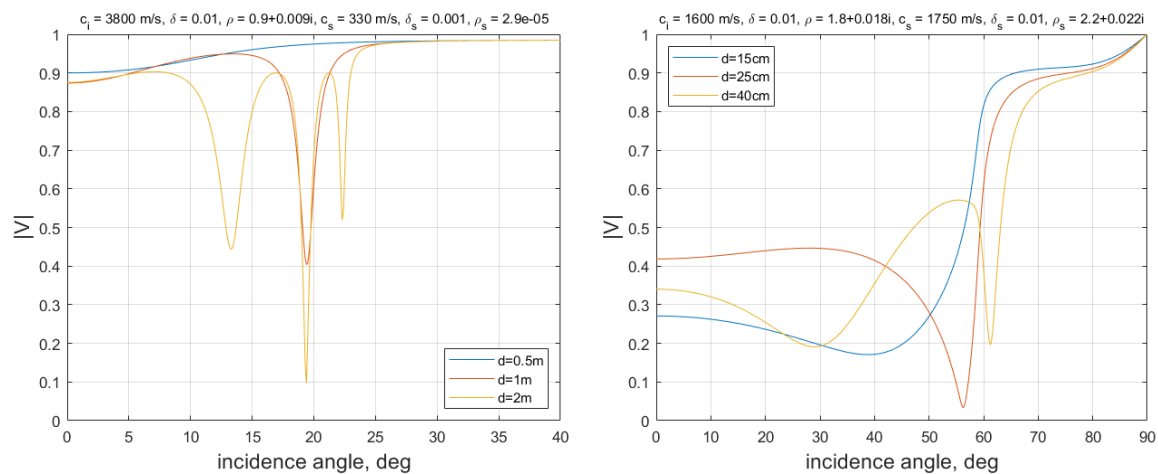 c_i = 3800 m/s, δ = 0.01, ρ = 0.9+0.009i, c_s = 330 m/s, δ_s = 0.001, ρ_s = 2.9e-05
1
0.9
0.8
0.7
0.6
0.5
0.4
0.3
0.2
0.1
0
|V|
d=0.5m
d=1m
d=2m
0 5 10 15 20 25 30 35 40
incidence angle, deg
c_i = 1600 m/s, δ = 0.01, ρ = 1.8+0.018i, c_s = 1750 m/s, δ_s = 0.01, ρ_s = 2.2+0.022i
1
0.9
0.8
0.7
0.6
0.5
0.4
0.3
0.2
0.1
0
|V|
d=15cm
d=25cm
d=40cm
0 10 20 30 40 50 60 70 80 90
incidence angle, deg